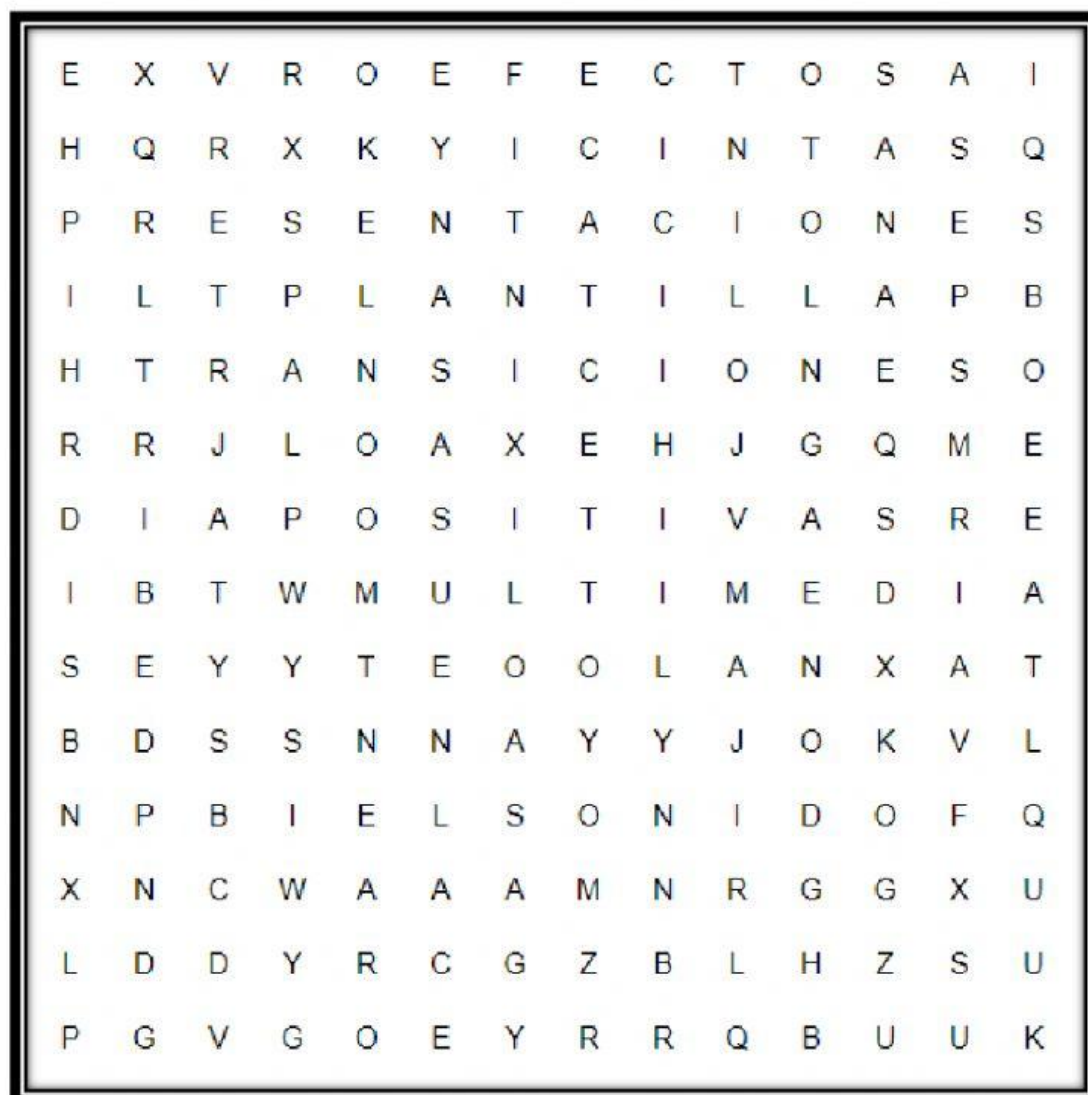 E X V R O E F E C T O S A I
H Q R X K Y I C I N T A S Q
P R E S E N T A C I O N E S
I L T P L A N T I L L A P B
H T R A N S I C I O N E S O
R R J L O A X E H J G Q M E
D I A P O S I T I V A S R E
I B T W M U L T I M E D I A
S E Y Y T E O O L A N X A T
B D S S N N A Y Y J O K V L
N P B I E L S O N I D O F Q
X N C W A A A M N R G G X U
L D D Y R C G Z B L H Z S U
P G V G O E Y R R Q B U U K